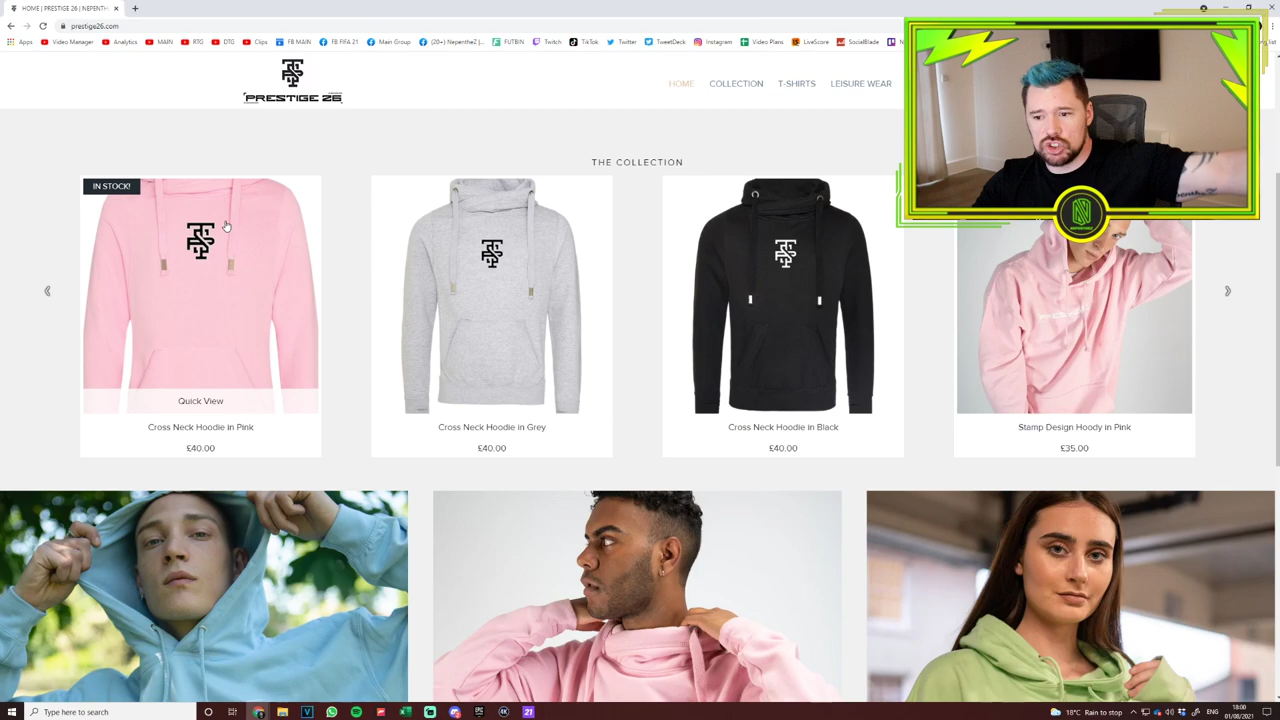 HOME | PRESTIGE 26 | NEPENTH
prestige26.com
Apps Video Manager Analytics MAIN RTG DTG Clips FB MAIN FB FIFA 21 Main Group (20+) NepentheZ | FUTBIN Twitch TikTok Twitter TweetDeck Instagram Video Plans LiveScore SocialBlade
PRESTIGE 26
HOME COLLECTION T-SHIRTS LEISURE WEAR
THE COLLECTION
IN STOCK!
Quick View
Cross Neck Hoodie in Pink
£40.00
Cross Neck Hoodie in Grey
£40.00
Cross Neck Hoodie in Black
£40.00
Stamp Design Hoody in Pink
£35.00
Type here to search
18°C Rain to stop
ENG
18:00
01/08/2021